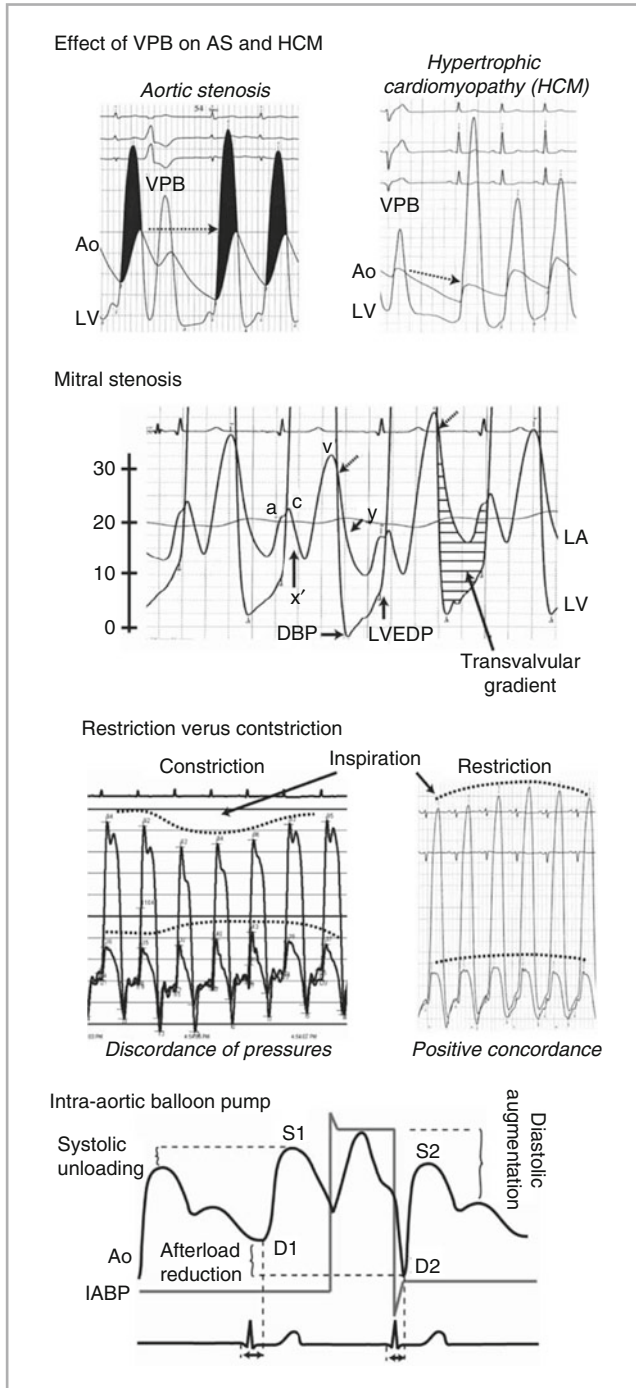 Effect of VPB on AS and HCM
Aortic stenosis
Hypertrophic
cardiomyopathy (HCM)
54
VPB
Ao
LV
VPB
Ao
LV
Mitral stenosis
30
20
10
0
a
c
x′
v
y
DBP
LVEDP
LA
LV
Transvalvular
gradient
Restriction verus contstriction
Constriction
Inspiration
Restriction
Discordance of pressures
Positive concordance
Intra-aortic balloon pump
Systolic
unloading
S1
S2
Diastolic
augmentation
Ao
Afterload
reduction
D1
D2
IABP